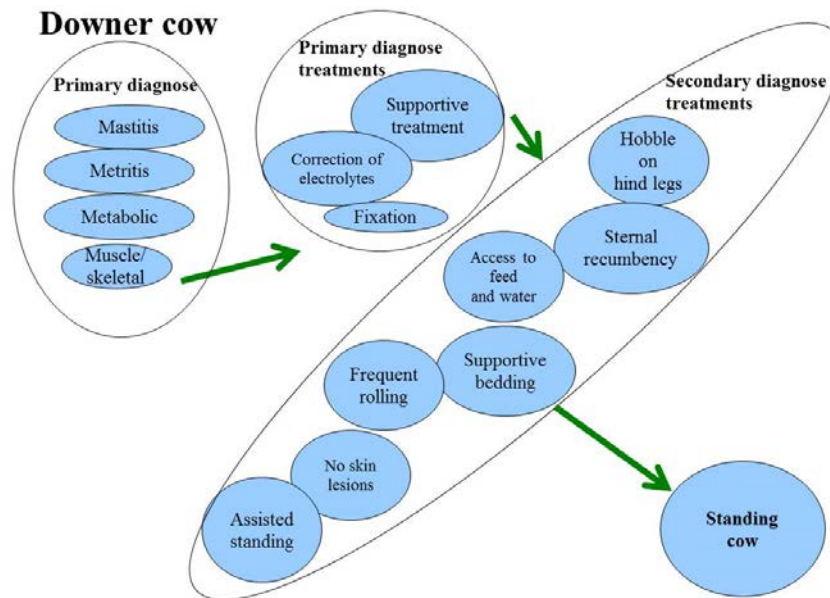 Downer cow
Primary diagnose
Mastitis
Metritis
Metabolic
Muscle/
skeletal
Primary diagnose
treatments
Supportive
treatment
Correction of
electrolytes
Fixation
Secondary diagnose
treatments
Hobble
on
hind legs
Sternal
recumbency
Access to
feed
and water
Supportive
bedding
Frequent
rolling
No skin
lesions
Assisted
standing
Standing
cow